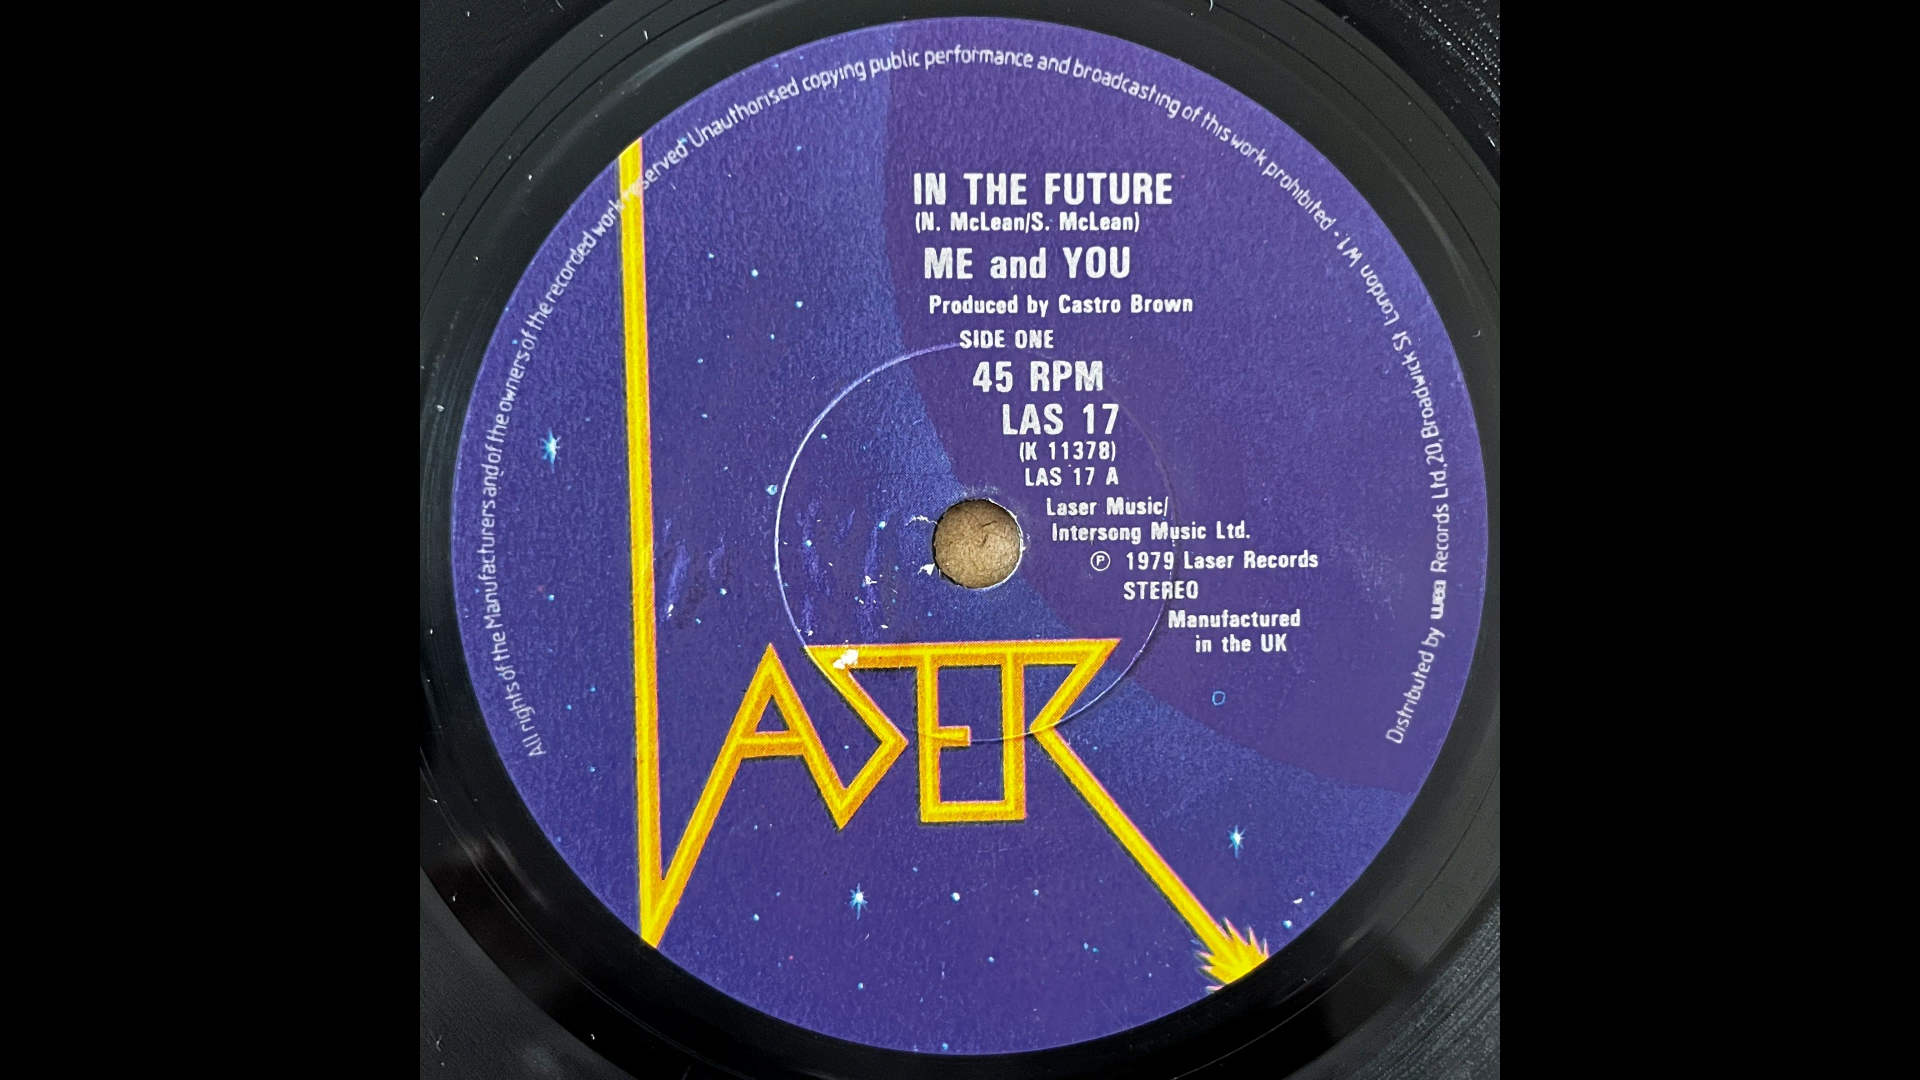 All rights of the Manufacturers and of the owners of the recorded work reserved. Unauthorised copying public performance and broadcasting of this work prohibited.
Distributed by wea Records Ltd, 20, Broadwick St London W1.
IN THE FUTURE
(N. McLean/S. McLean)
ME and YOU
Produced by Castro Brown
SIDE ONE
45 RPM
LAS 17
(K 11378)
LAS 17 A
Laser Music/
Intersong Music Ltd.
℗ 1979 Laser Records
STEREO
Manufactured
in the UK
LASER